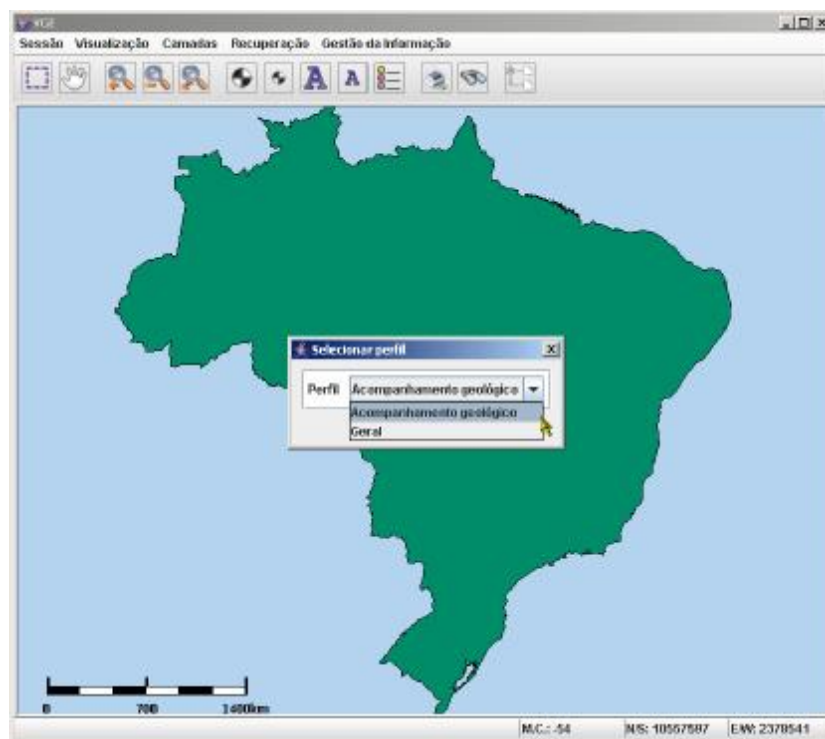 VGE
Sessão Visualização Camadas Recuperação Gestão da Informação
A A
Selecionar perfil
Perfil Acompanhamento geológico
Acompanhamento geológico
Geral
0 700 1400km
M.C.: -54 N/S: 10557597 E/W: 2378541